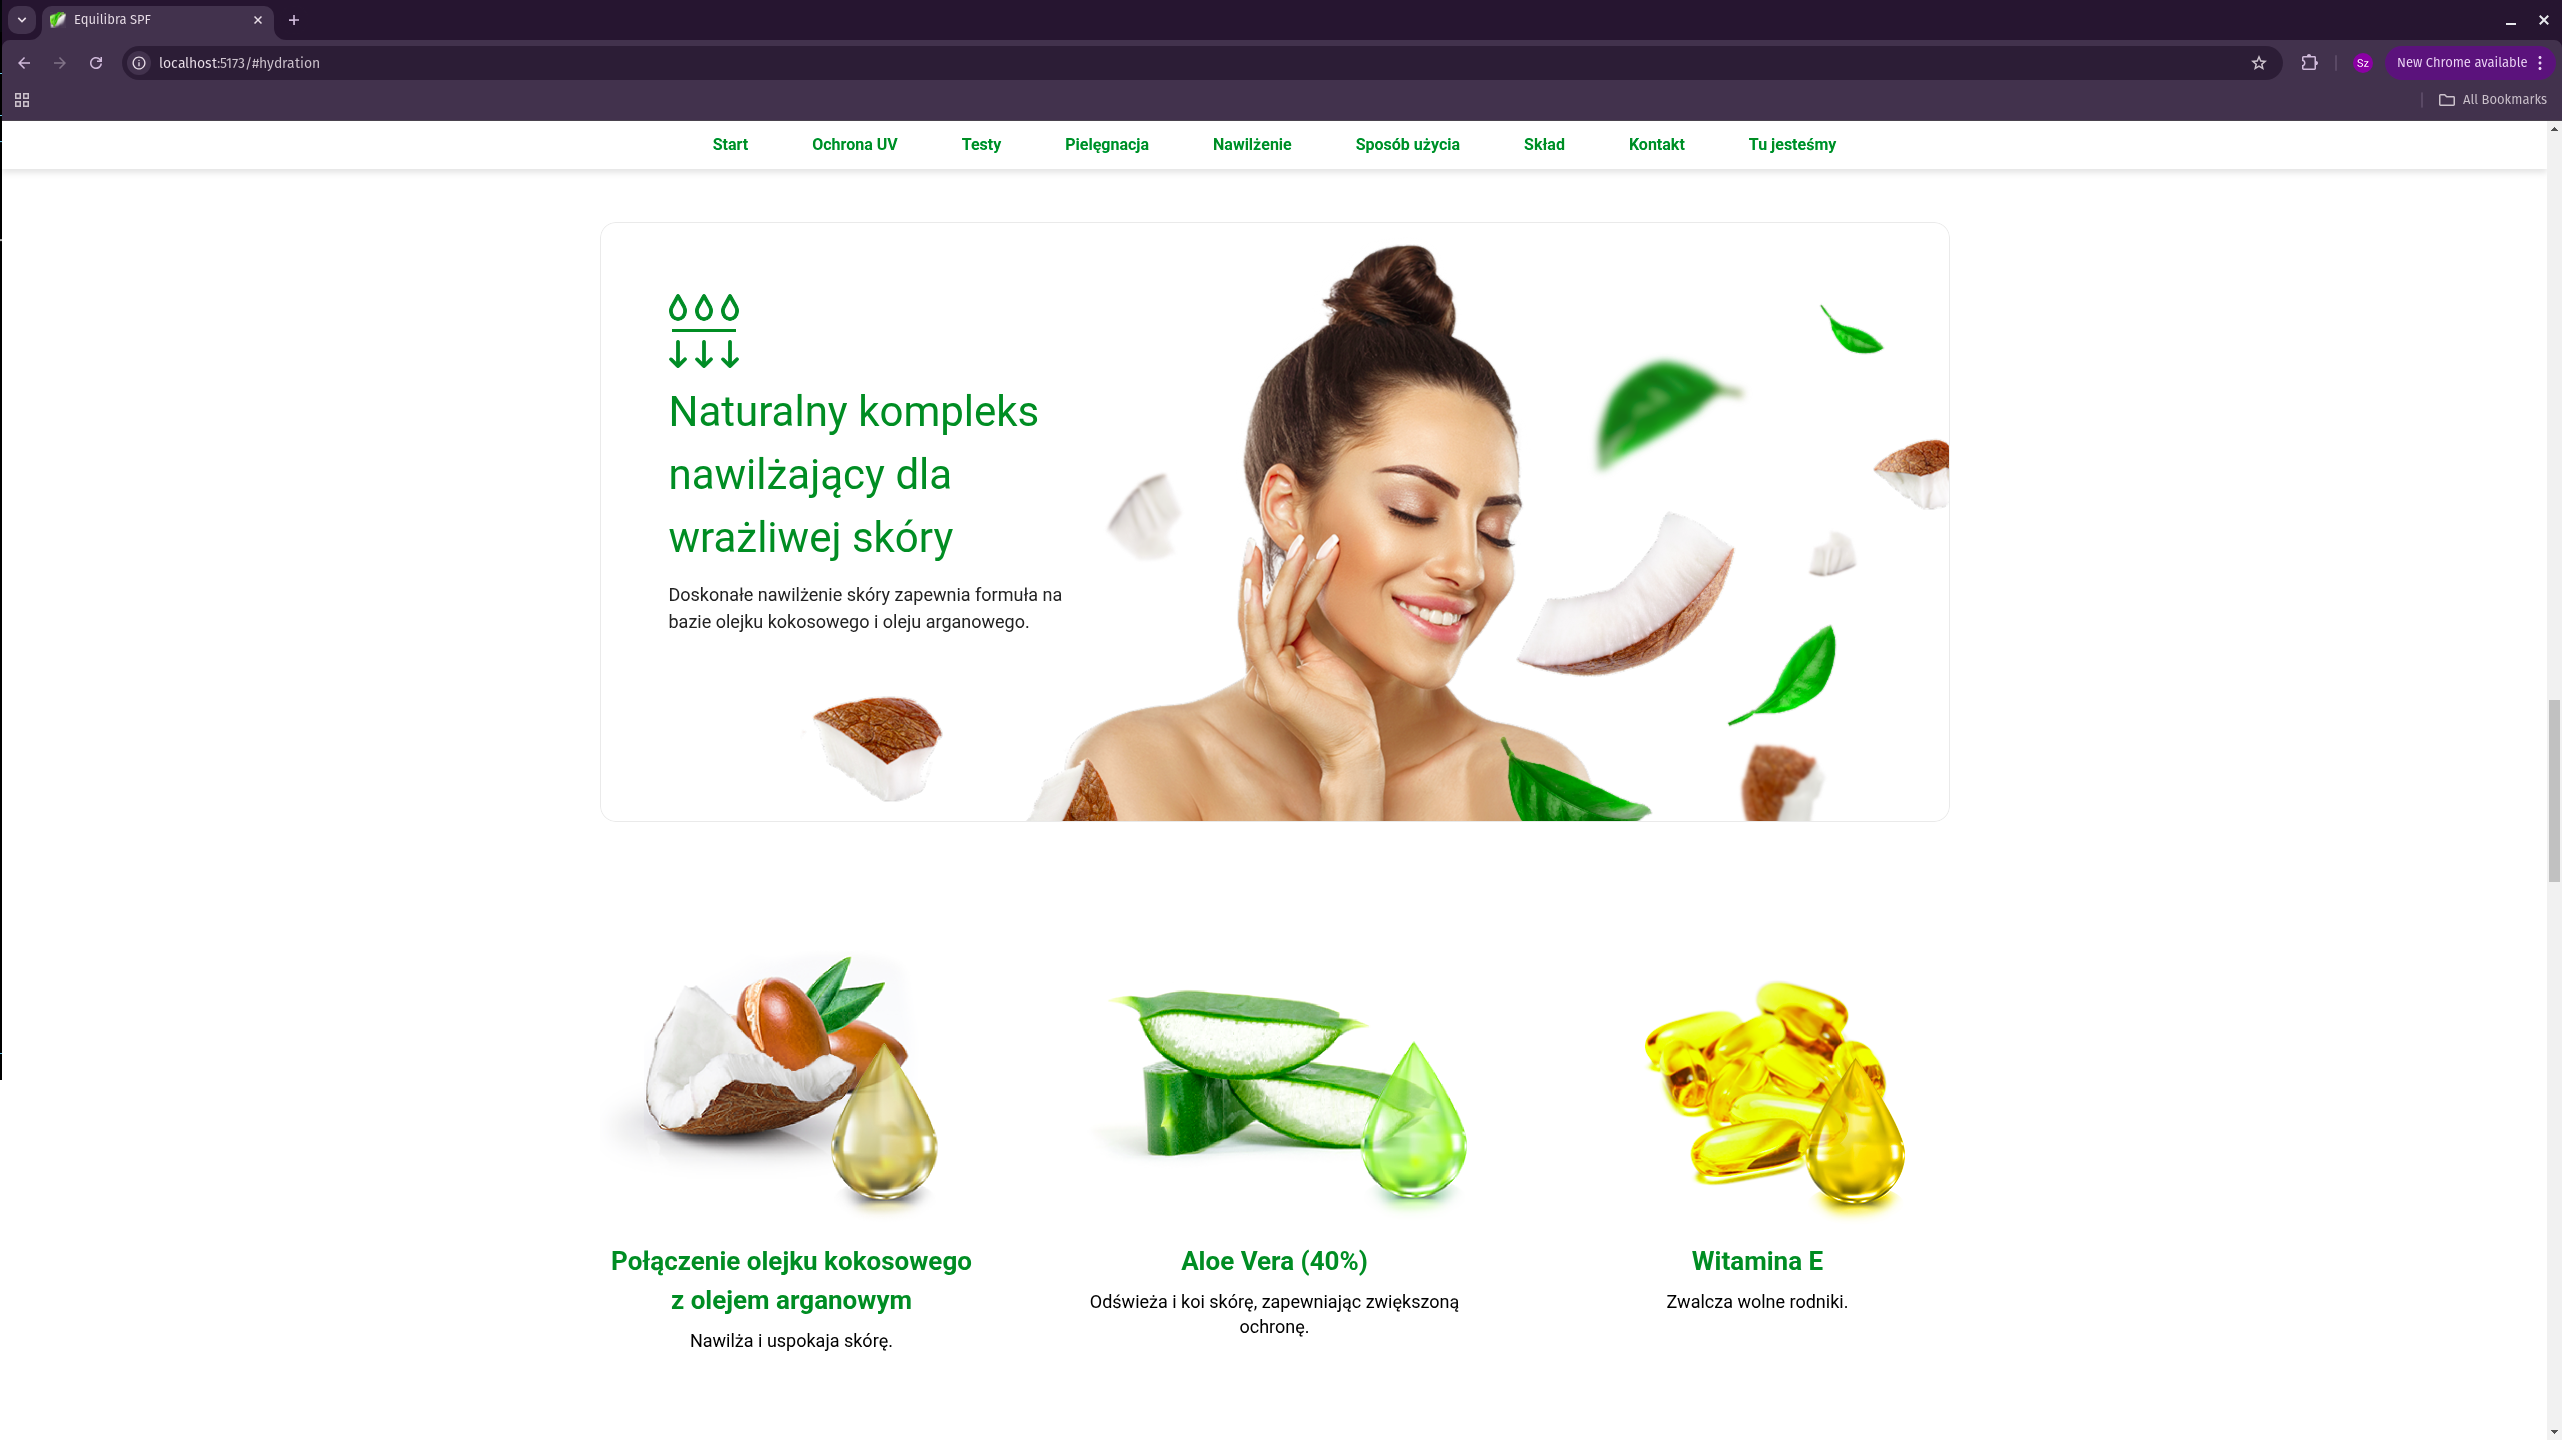 Equilibra SPF
localhost:5173/#hydration
Sz
New Chrome available
All Bookmarks
Start Ochrona UV Testy Pielęgnacja Nawilżenie Sposób użycia Skład Kontakt Tu jesteśmy
Naturalny kompleks
nawilżający dla
wrażliwej skóry
Doskonałe nawilżenie skóry zapewnia formuła na
bazie olejku kokosowego i oleju arganowego.
Połączenie olejku kokosowego
z olejem arganowym
Nawilża i uspokaja skórę.
Aloe Vera (40%)
Odświeża i koi skórę, zapewniając zwiększoną
ochronę.
Witamina E
Zwalcza wolne rodniki.